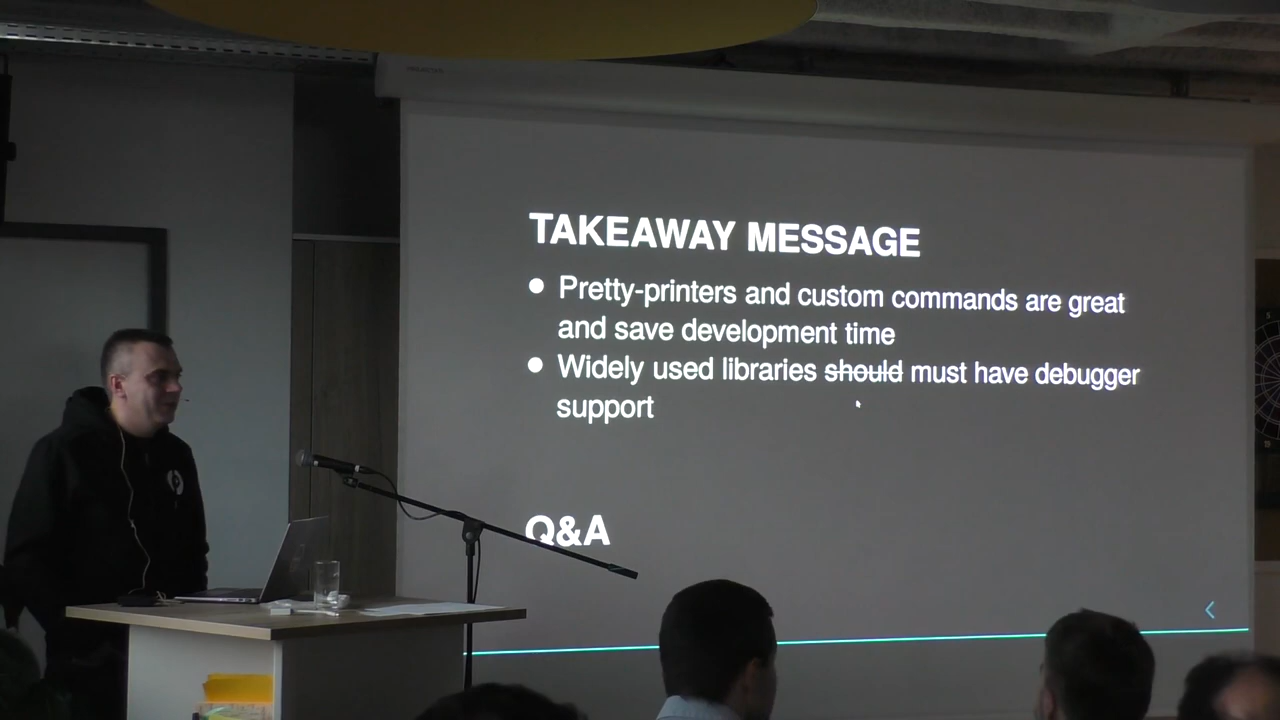 TAKEAWAY MESSAGE
● Pretty-printers and custom commands are great
and save development time
● Widely used libraries should must have debugger
support
Q&A